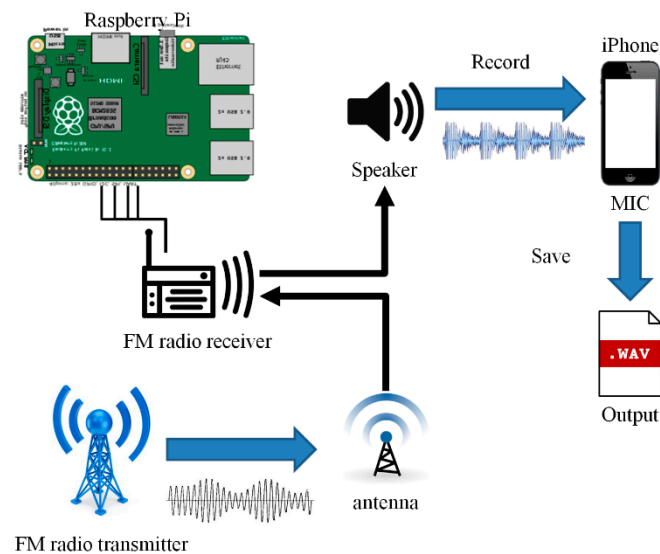 Raspberry Pi
iPhone
Record
Speaker
MIC
Save
FM radio receiver
.WAV
Output
antenna
FM radio transmitter